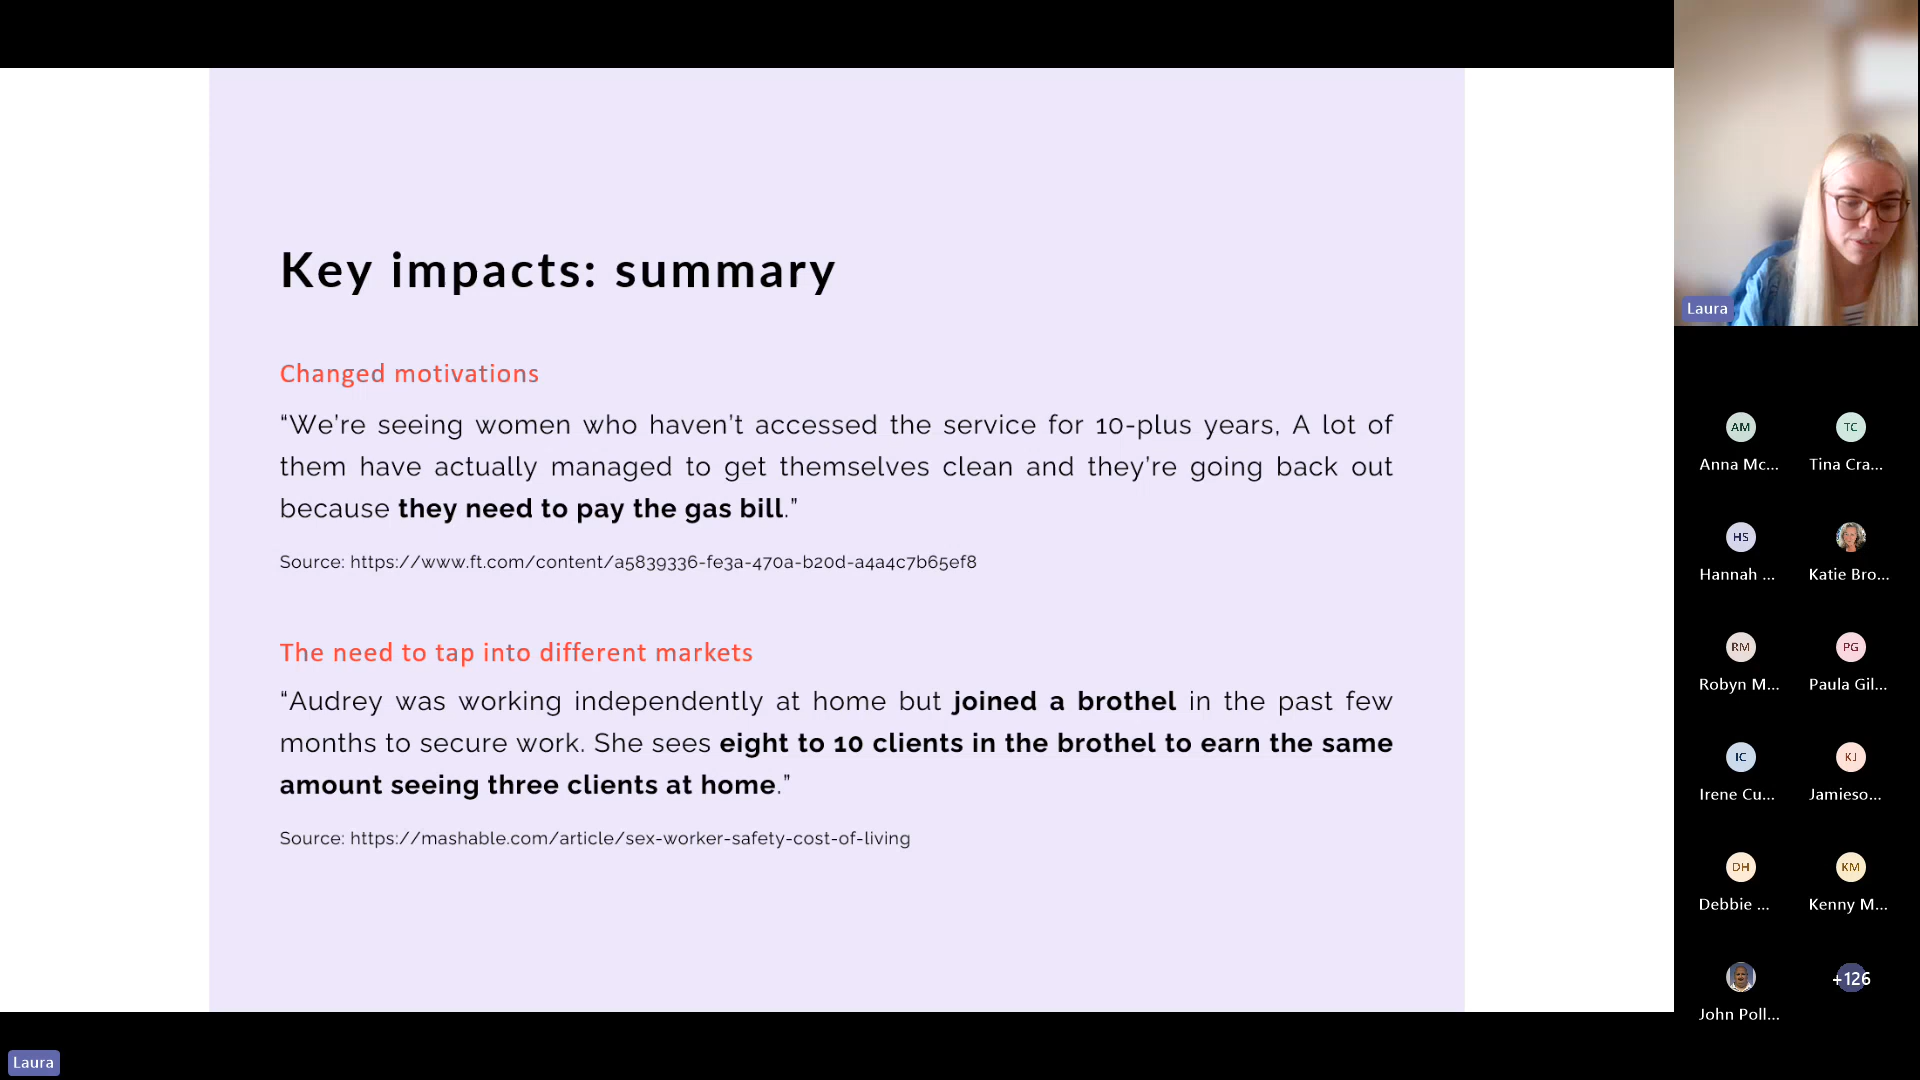 Key impacts: summary
Changed motivations
“We’re seeing women who haven’t accessed the service for 10-plus years, A lot of
them have actually managed to get themselves clean and they’re going back out
because they need to pay the gas bill.”
Source: https://www.ft.com/content/a5839336-fe3a-470a-b20d-a4a4c7b65ef8
The need to tap into different markets
“Audrey was working independently at home but joined a brothel in the past few
months to secure work. She sees eight to 10 clients in the brothel to earn the same
amount seeing three clients at home.”
Source: https://mashable.com/article/sex-worker-safety-cost-of-living
Laura
AM TC
Anna Mc... Tina Cra...
HS
Hannah ... Katie Bro...
RM PG
Robyn M... Paula Gil...
IC KJ
Irene Cu... Jamieso...
DH KM
Debbie ... Kenny M...
+126
John Poll...
Laura